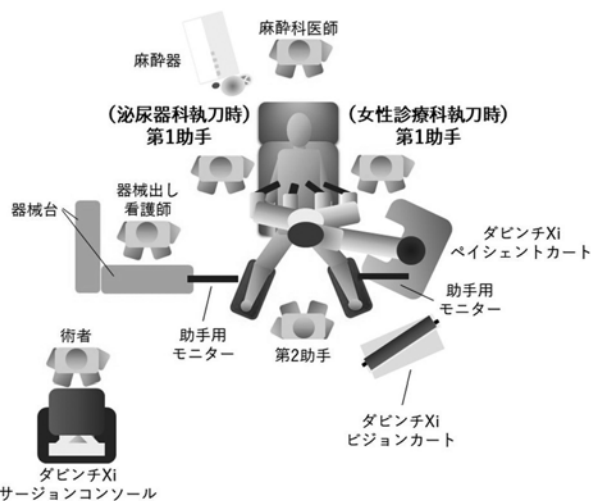 麻酔科医師
麻酔器
(泌尿器科執刀時)
第1助手
(女性診療科執刀時)
第1助手
器械出し
看護師
器械台
ダビンチXi
ペイシェントカート
助手用
モニター
助手用
モニター
第2助手
術者
ダビンチXi
ビジョンカート
ダビンチXi
サージョンコンソール